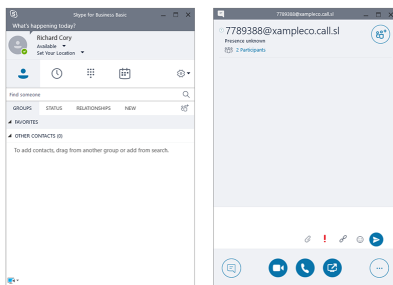 Skype for Business Basic
What's happening today?
Richard Cory
Available
Set Your Location
Find someone
GROUPS STATUS RELATIONSHIPS NEW
FAVORITES
OTHER CONTACTS (0)
To add contacts, drag from another group or add from search.
7789388@xampleco.call.sl
7789388@xampleco.call.sl
Presence unknown
2 Participants